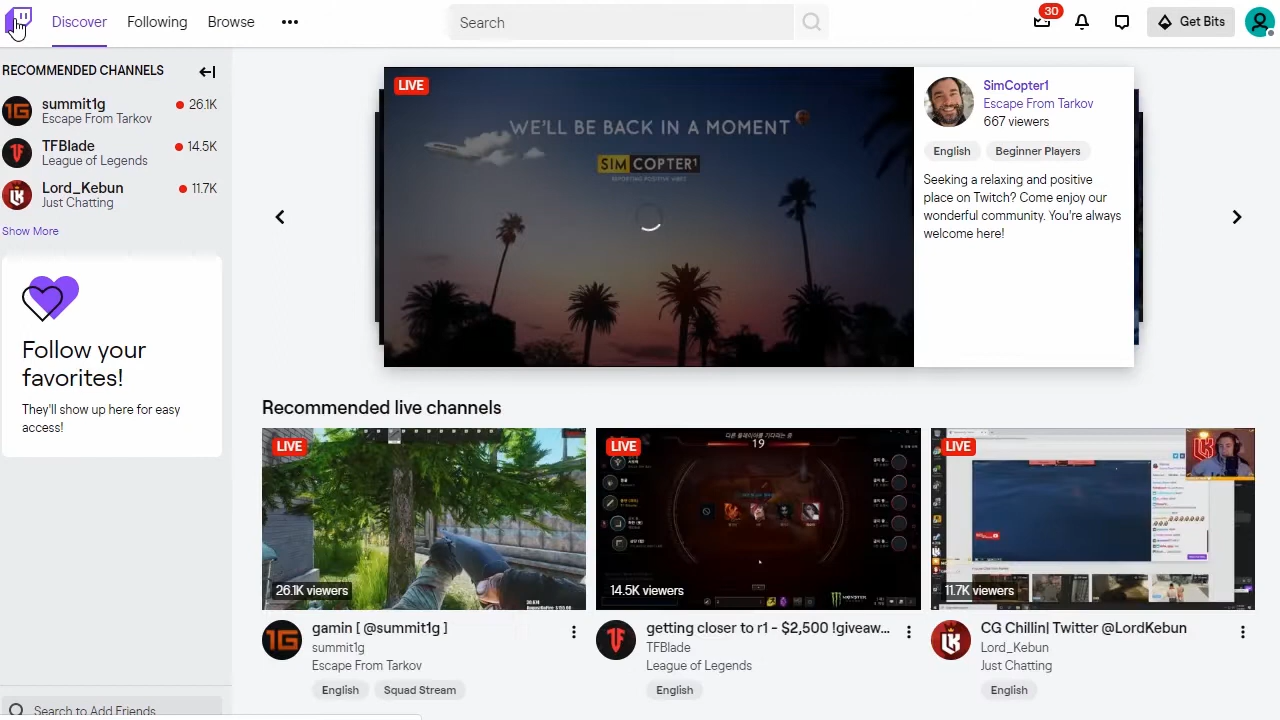 Discover Following Browse
Search
30
Get Bits
RECOMMENDED CHANNELS
summit1g 26.1K
Escape From Tarkov
TFBlade 14.5K
League of Legends
Lord_Kebun 11.7K
Just Chatting
Show More
Follow your
favorites!
They'll show up here for easy
access!
Search to Add Friends
LIVE
WE'LL BE BACK IN A MOMENT
SIMCOPTER1
REPORTING POSITIVE VIBES
SimCopter1
Escape From Tarkov
667 viewers
English Beginner Players
Seeking a relaxing and positive
place on Twitch? Come enjoy our
wonderful community. You're always
welcome here!
Recommended live channels
LIVE
26.1K viewers
gamin [ @summit1g ]
summit1g
Escape From Tarkov
English Squad Stream
LIVE
19
14.5K viewers
MONSTER
getting closer to r1 - $2,500 !giveaw...
TFBlade
League of Legends
English
LIVE
11.7K viewers
CG Chillin| Twitter @LordKebun
Lord_Kebun
Just Chatting
English